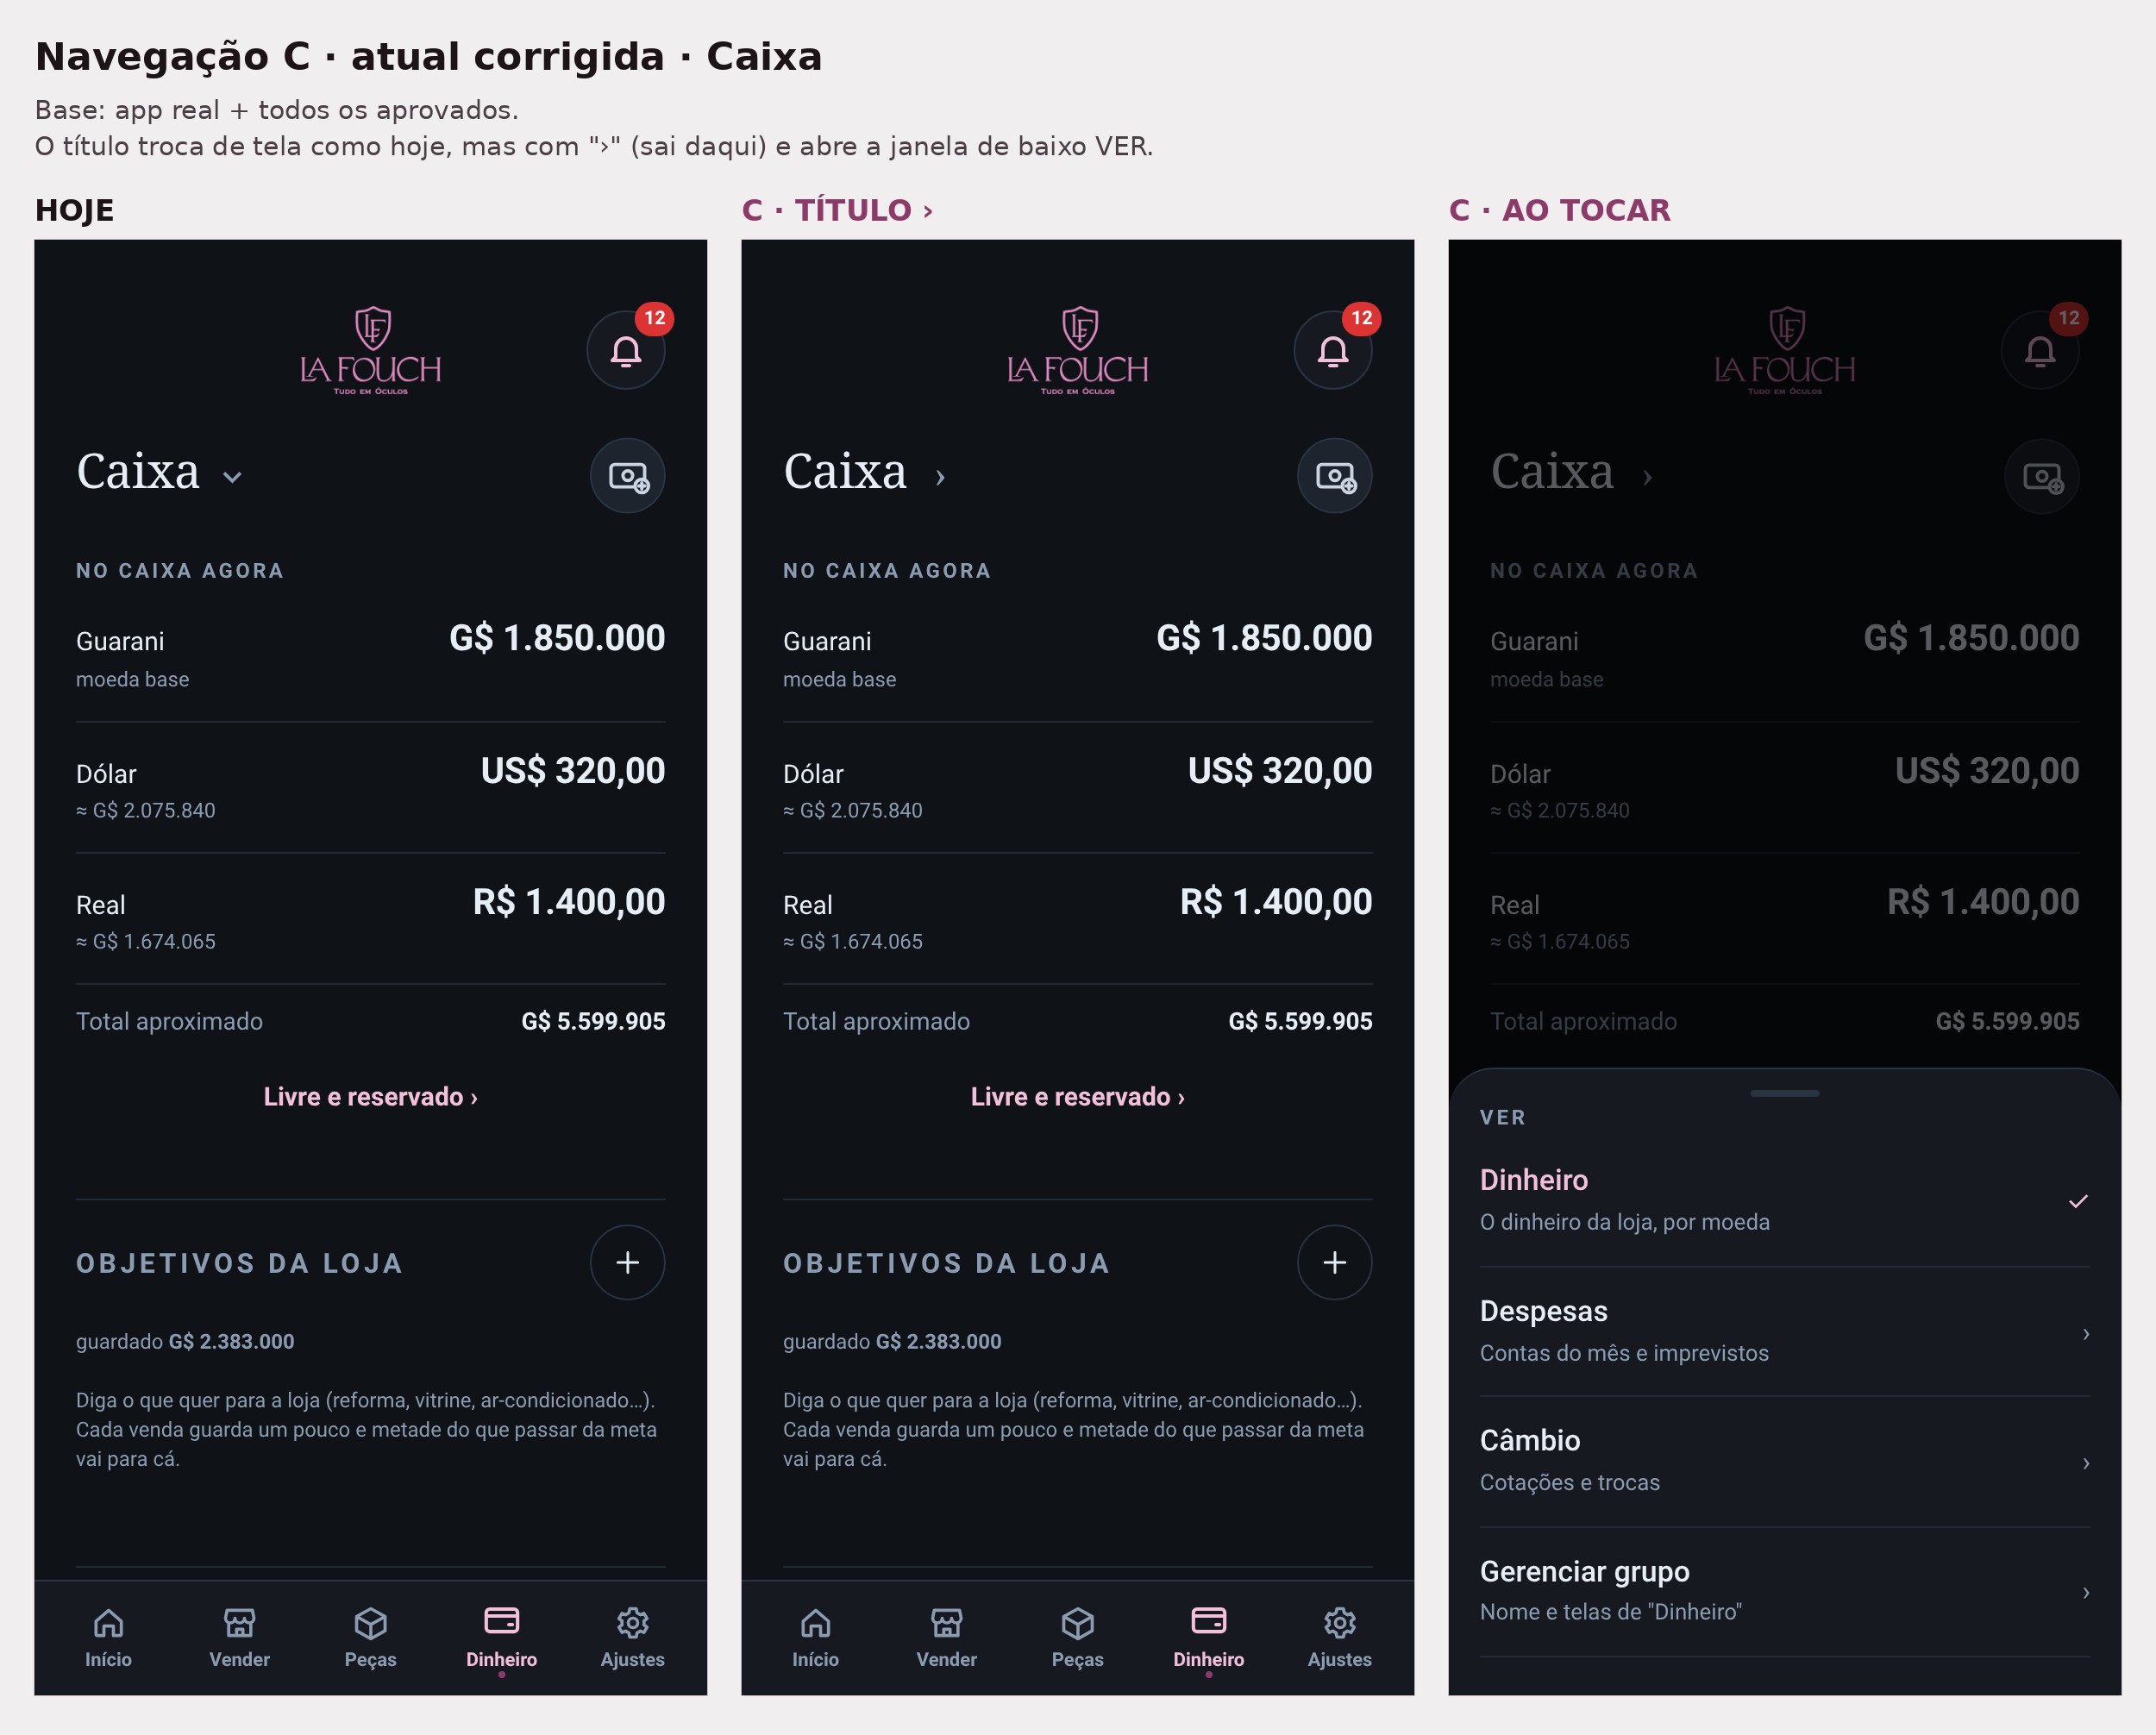 Navegação C · atual corrigida · Caixa
Base: app real + todos os aprovados.
O título troca de tela como hoje, mas com "›" (sai daqui) e abre a janela de baixo VER.
HOJE
LF
LA FOUCH
TUDO EM ÓCULOS
12
Caixa
NO CAIXA AGORA
Guarani
G$ 1.850.000
moeda base
Dólar
US$ 320,00
≈ G$ 2.075.840
Real
R$ 1.400,00
≈ G$ 1.674.065
Total aproximado
G$ 5.599.905
Livre e reservado ›
OBJETIVOS DA LOJA
guardado G$ 2.383.000
Diga o que quer para a loja (reforma, vitrine, ar-condicionado…).
Cada venda guarda um pouco e metade do que passar da meta
vai para cá.
Início
Vender
Peças
Dinheiro
Ajustes
C · TÍTULO ›
LF
LA FOUCH
TUDO EM ÓCULOS
12
Caixa ›
NO CAIXA AGORA
Guarani
G$ 1.850.000
moeda base
Dólar
US$ 320,00
≈ G$ 2.075.840
Real
R$ 1.400,00
≈ G$ 1.674.065
Total aproximado
G$ 5.599.905
Livre e reservado ›
OBJETIVOS DA LOJA
guardado G$ 2.383.000
Diga o que quer para a loja (reforma, vitrine, ar-condicionado…).
Cada venda guarda um pouco e metade do que passar da meta
vai para cá.
Início
Vender
Peças
Dinheiro
Ajustes
C · AO TOCAR
LF
LA FOUCH
TUDO EM ÓCULOS
12
Caixa ›
NO CAIXA AGORA
Guarani
G$ 1.850.000
moeda base
Dólar
US$ 320,00
≈ G$ 2.075.840
Real
R$ 1.400,00
≈ G$ 1.674.065
Total aproximado
G$ 5.599.905
VER
Dinheiro
O dinheiro da loja, por moeda
Despesas
Contas do mês e imprevistos
›
Câmbio
Cotações e trocas
›
Gerenciar grupo
Nome e telas de "Dinheiro"
›